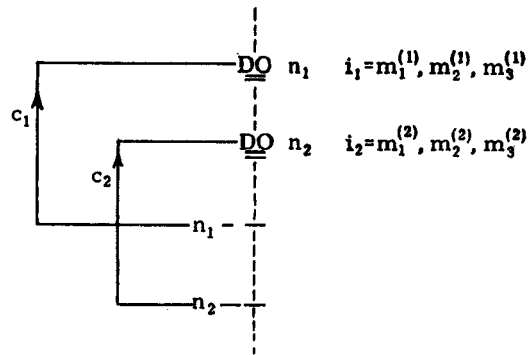 DO n₁ i₁=m₁⁽¹⁾, m₂⁽¹⁾, m₃⁽¹⁾
c₁
DO n₂ i₂=m₁⁽²⁾, m₂⁽²⁾, m₃⁽²⁾
c₂
n₁
n₂